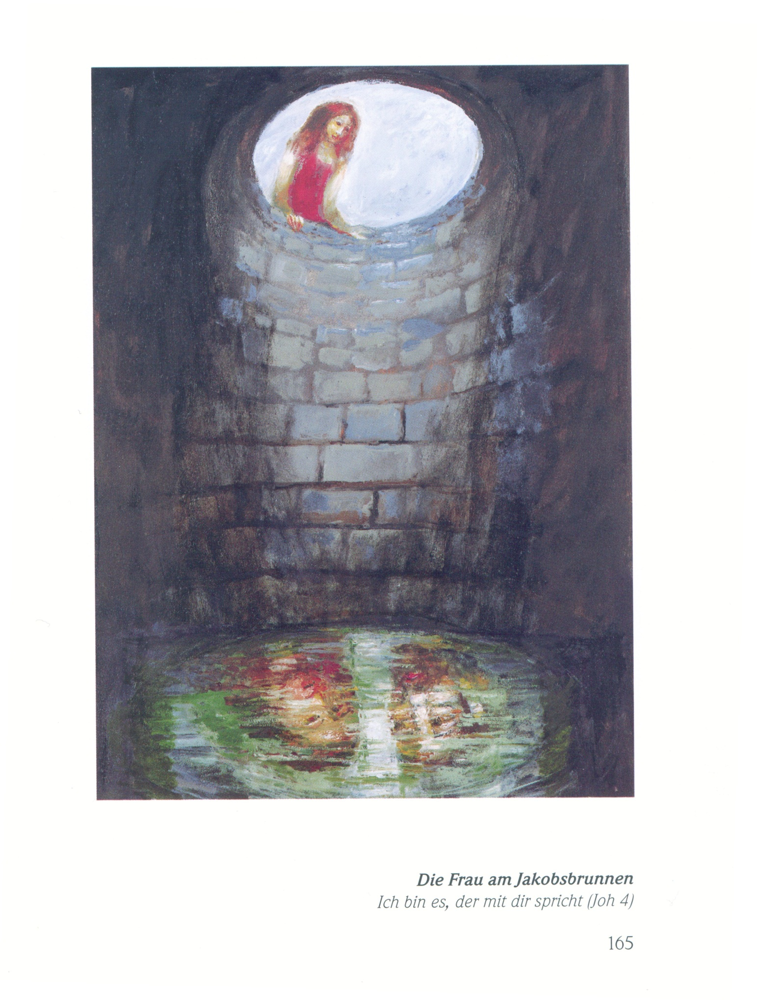 Die Frau am Jakobsbrunnen
Ich bin es, der mit dir spricht (Joh 4)
165